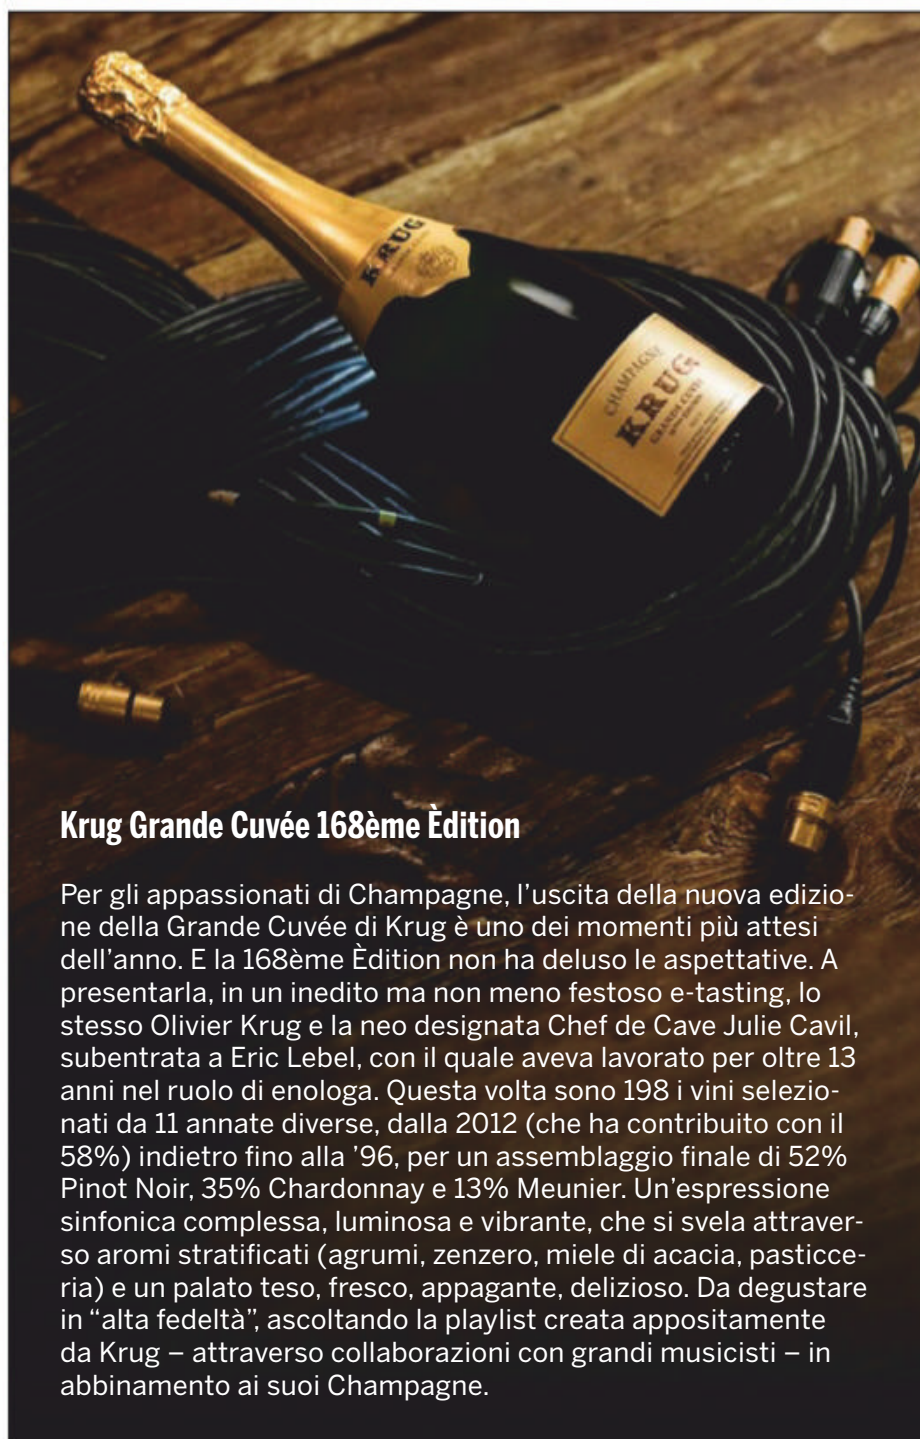 KRUG
CHAMPAGNE
KRUG
GRANDE CUVÉE
Krug Grande Cuvée 168ème Èdition
Per gli appassionati di Champagne, l’uscita della nuova edizio-
ne della Grande Cuvée di Krug è uno dei momenti più attesi
dell’anno. E la 168ème Èdition non ha deluso le aspettative. A
presentarla, in un inedito ma non meno festoso e-tasting, lo
stesso Olivier Krug e la neo designata Chef de Cave Julie Cavil,
subentrata a Eric Lebel, con il quale aveva lavorato per oltre 13
anni nel ruolo di enologa. Questa volta sono 198 i vini selezio-
nati da 11 annate diverse, dalla 2012 (che ha contribuito con il
58%) indietro fino alla ’96, per un assemblaggio finale di 52%
Pinot Noir, 35% Chardonnay e 13% Meunier. Un’espressione
sinfonica complessa, luminosa e vibrante, che si svela attraver-
so aromi stratificati (agrumi, zenzero, miele di acacia, pasticce-
ria) e un palato teso, fresco, appagante, delizioso. Da degustare
in “alta fedeltà”, ascoltando la playlist creata appositamente
da Krug – attraverso collaborazioni con grandi musicisti – in
abbinamento ai suoi Champagne.